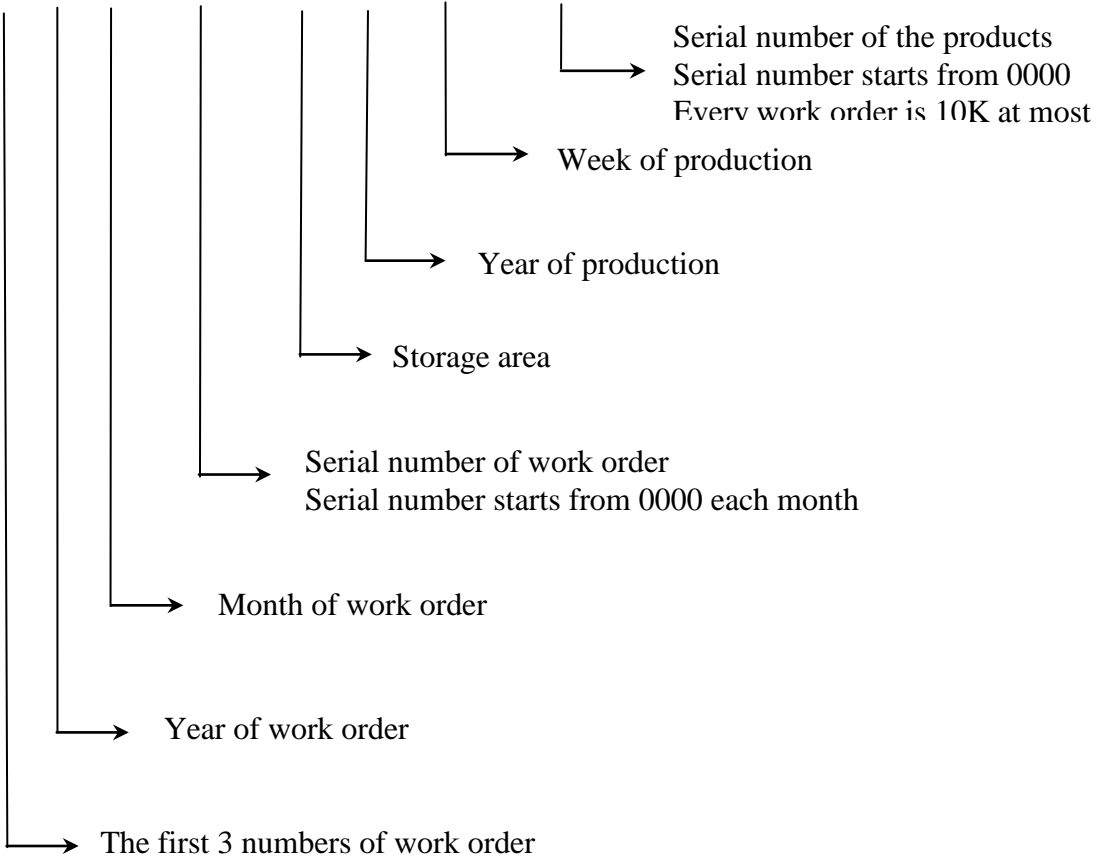 Serial number of the products
Serial number starts from 0000
Every work order is 10K at most
Week of production
Year of production
Storage area
Serial number of work order
Serial number starts from 0000 each month
Month of work order
Year of work order
The first 3 numbers of work order